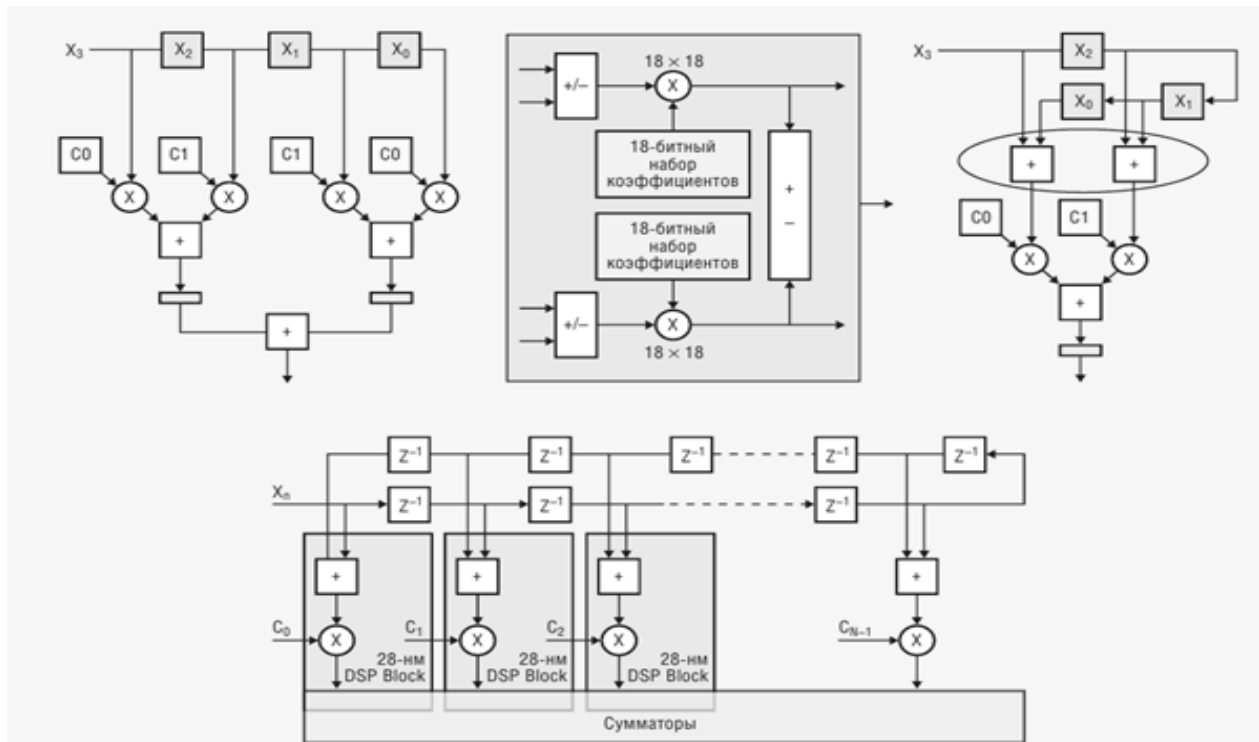 X₃ X₂ X₁ X₀
C0 C1 C1 C0
X X X X
+ +
+
18 × 18
+/− X
18-битный
набор
коэффициентов
+
−
18-битный
набор
коэффициентов
+/− X
18 × 18
X₃ X₂
X₀ X₁
+ +
C0 C1
X X
+
Z⁻¹ Z⁻¹ Z⁻¹ Z⁻¹ Z⁻¹
Xₙ Z⁻¹ Z⁻¹ Z⁻¹
+ + + +
C₀ X C₁ X C₂ X C_N−1 X
28-нм 28-нм 28-нм
DSP Block DSP Block DSP Block
Сумматоры